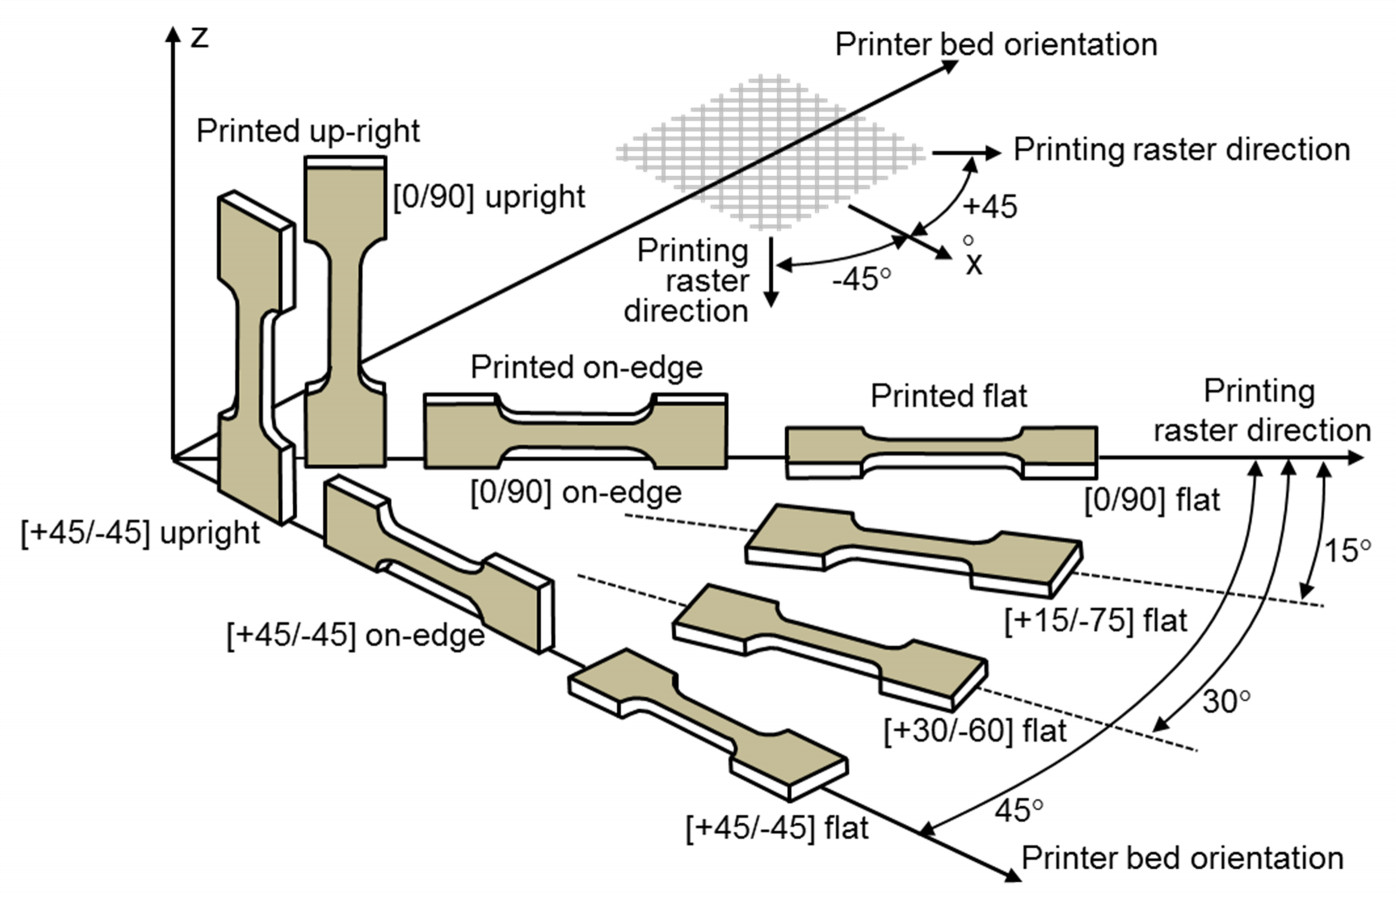 Z
Printer bed orientation
Printed up-right
[0/90] upright
Printing raster direction
+45
°
x
Printing
raster
direction
-45°
Printed on-edge
Printed flat
Printing
raster direction
[0/90] on-edge
[0/90] flat
[+45/-45] upright
15°
[+15/-75] flat
[+45/-45] on-edge
30°
[+30/-60] flat
45°
[+45/-45] flat
Printer bed orientation